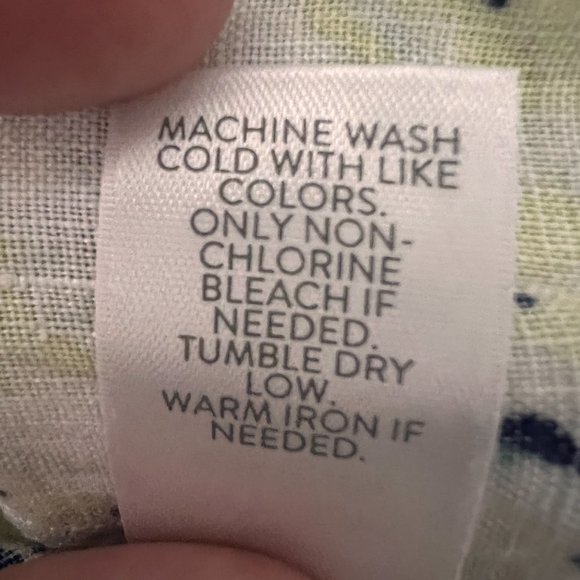 MACHINE WASH
COLD WITH LIKE
COLORS.
ONLY NON-
CHLORINE
BLEACH IF
NEEDED.
TUMBLE DRY
LOW.
WARM IRON IF
NEEDED.